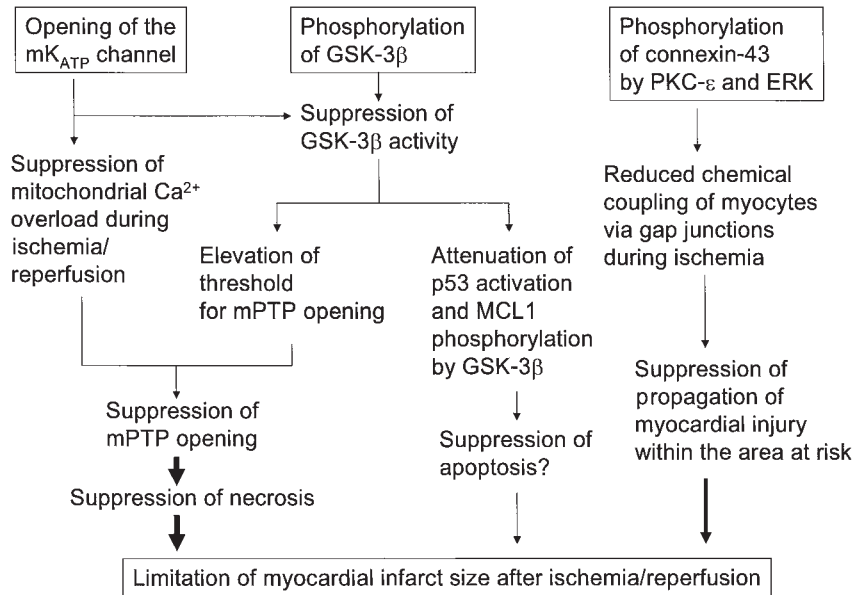 Opening of the
mK_ATP channel
Phosphorylation
of GSK-3β
Phosphorylation
of connexin-43
by PKC-ε and ERK
Suppression of
GSK-3β activity
Suppression of
mitochondrial Ca²⁺
overload during
ischemia/
reperfusion
Elevation of
threshold
for mPTP opening
Attenuation of
p53 activation
and MCL1
phosphorylation
by GSK-3β
Reduced chemical
coupling of myocytes
via gap junctions
during ischemia
Suppression of
mPTP opening
Suppression of
apoptosis?
Suppression of
propagation of
myocardial injury
within the area at risk
Suppression of necrosis
Limitation of myocardial infarct size after ischemia/reperfusion